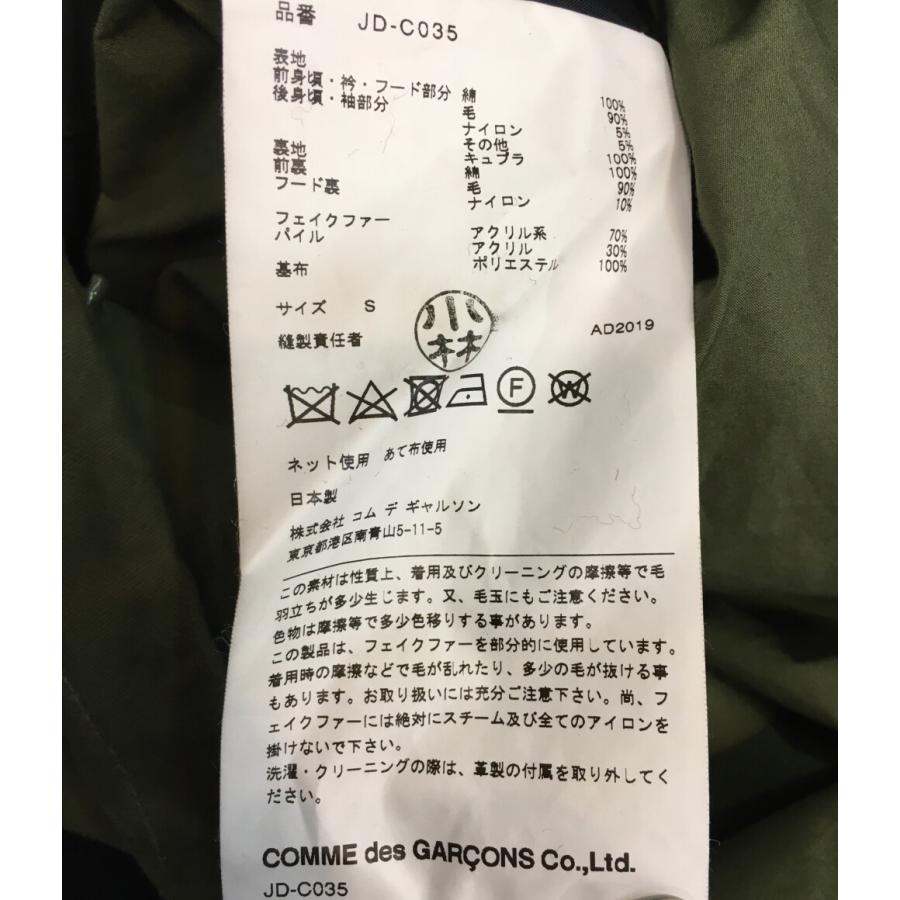 品番 JD-C035
表地
前身頃・衿・フード部分 綿 100%
後身頃・袖部分 毛 90%
ナイロン 5%
その他 5%
裏地 キュプラ 100%
前裏 綿 100%
フード裏 毛 90%
ナイロン 10%
フェイクファー
パイル アクリル系 70%
アクリル 30%
基布 ポリエステル 100%
サイズ S
小林
縫製責任者 AD2019
F W
ネット使用 あて布使用
日本製
株式会社 コム デ ギャルソン
東京都港区南青山5-11-5
この素材は性質上、着用及びクリーニングの摩擦等で毛
羽立ちが多少生じます。又、毛玉にもご注意ください。
色物は摩擦等で多少色移りする事があります。
この製品は、フェイクファーを部分的に使用しています。
着用時の摩擦などで毛が乱れたり、多少の毛が抜ける事
もあります。お取り扱いには充分ご注意下さい。尚、フ
ェイクファーには絶対にスチーム及び全てのアイロンを
掛けないで下さい。
洗濯・クリーニングの際は、革製の付属を取り外してく
ださい。
COMME des GARÇONS Co.,Ltd.
JD-C035